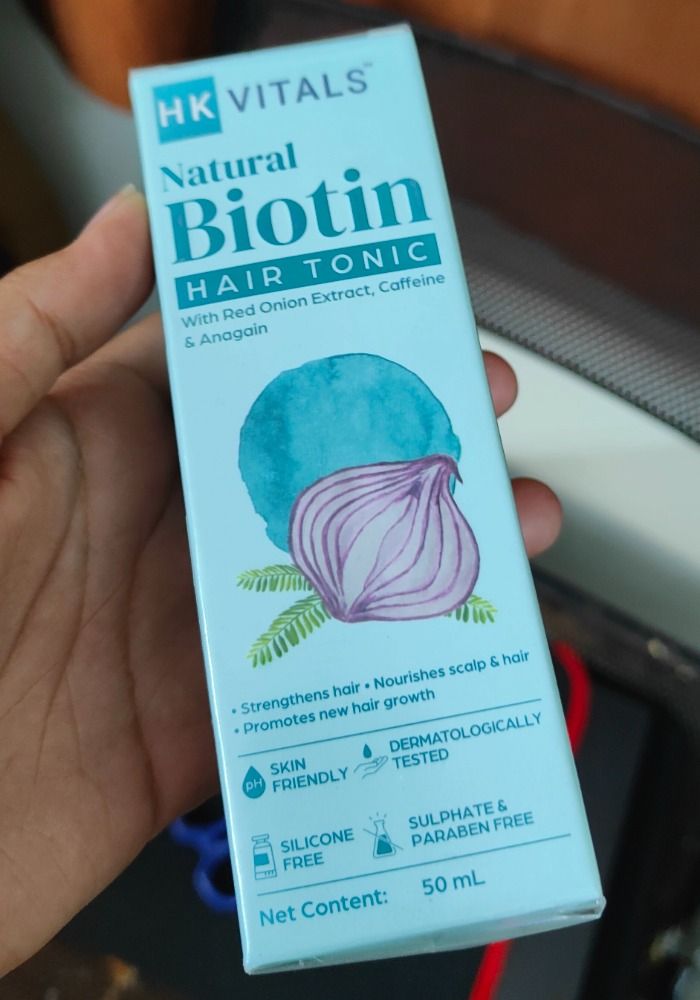 HK VITALS™
Natural
Biotin
HAIR TONIC
With Red Onion Extract, Caffeine
& Anagain
• Strengthens hair • Nourishes scalp & hair
• Promotes new hair growth
pH
SKIN
FRIENDLY
DERMATOLOGICALLY
TESTED
SILICONE
FREE
SULPHATE &
PARABEN FREE
Net Content: 50 mL